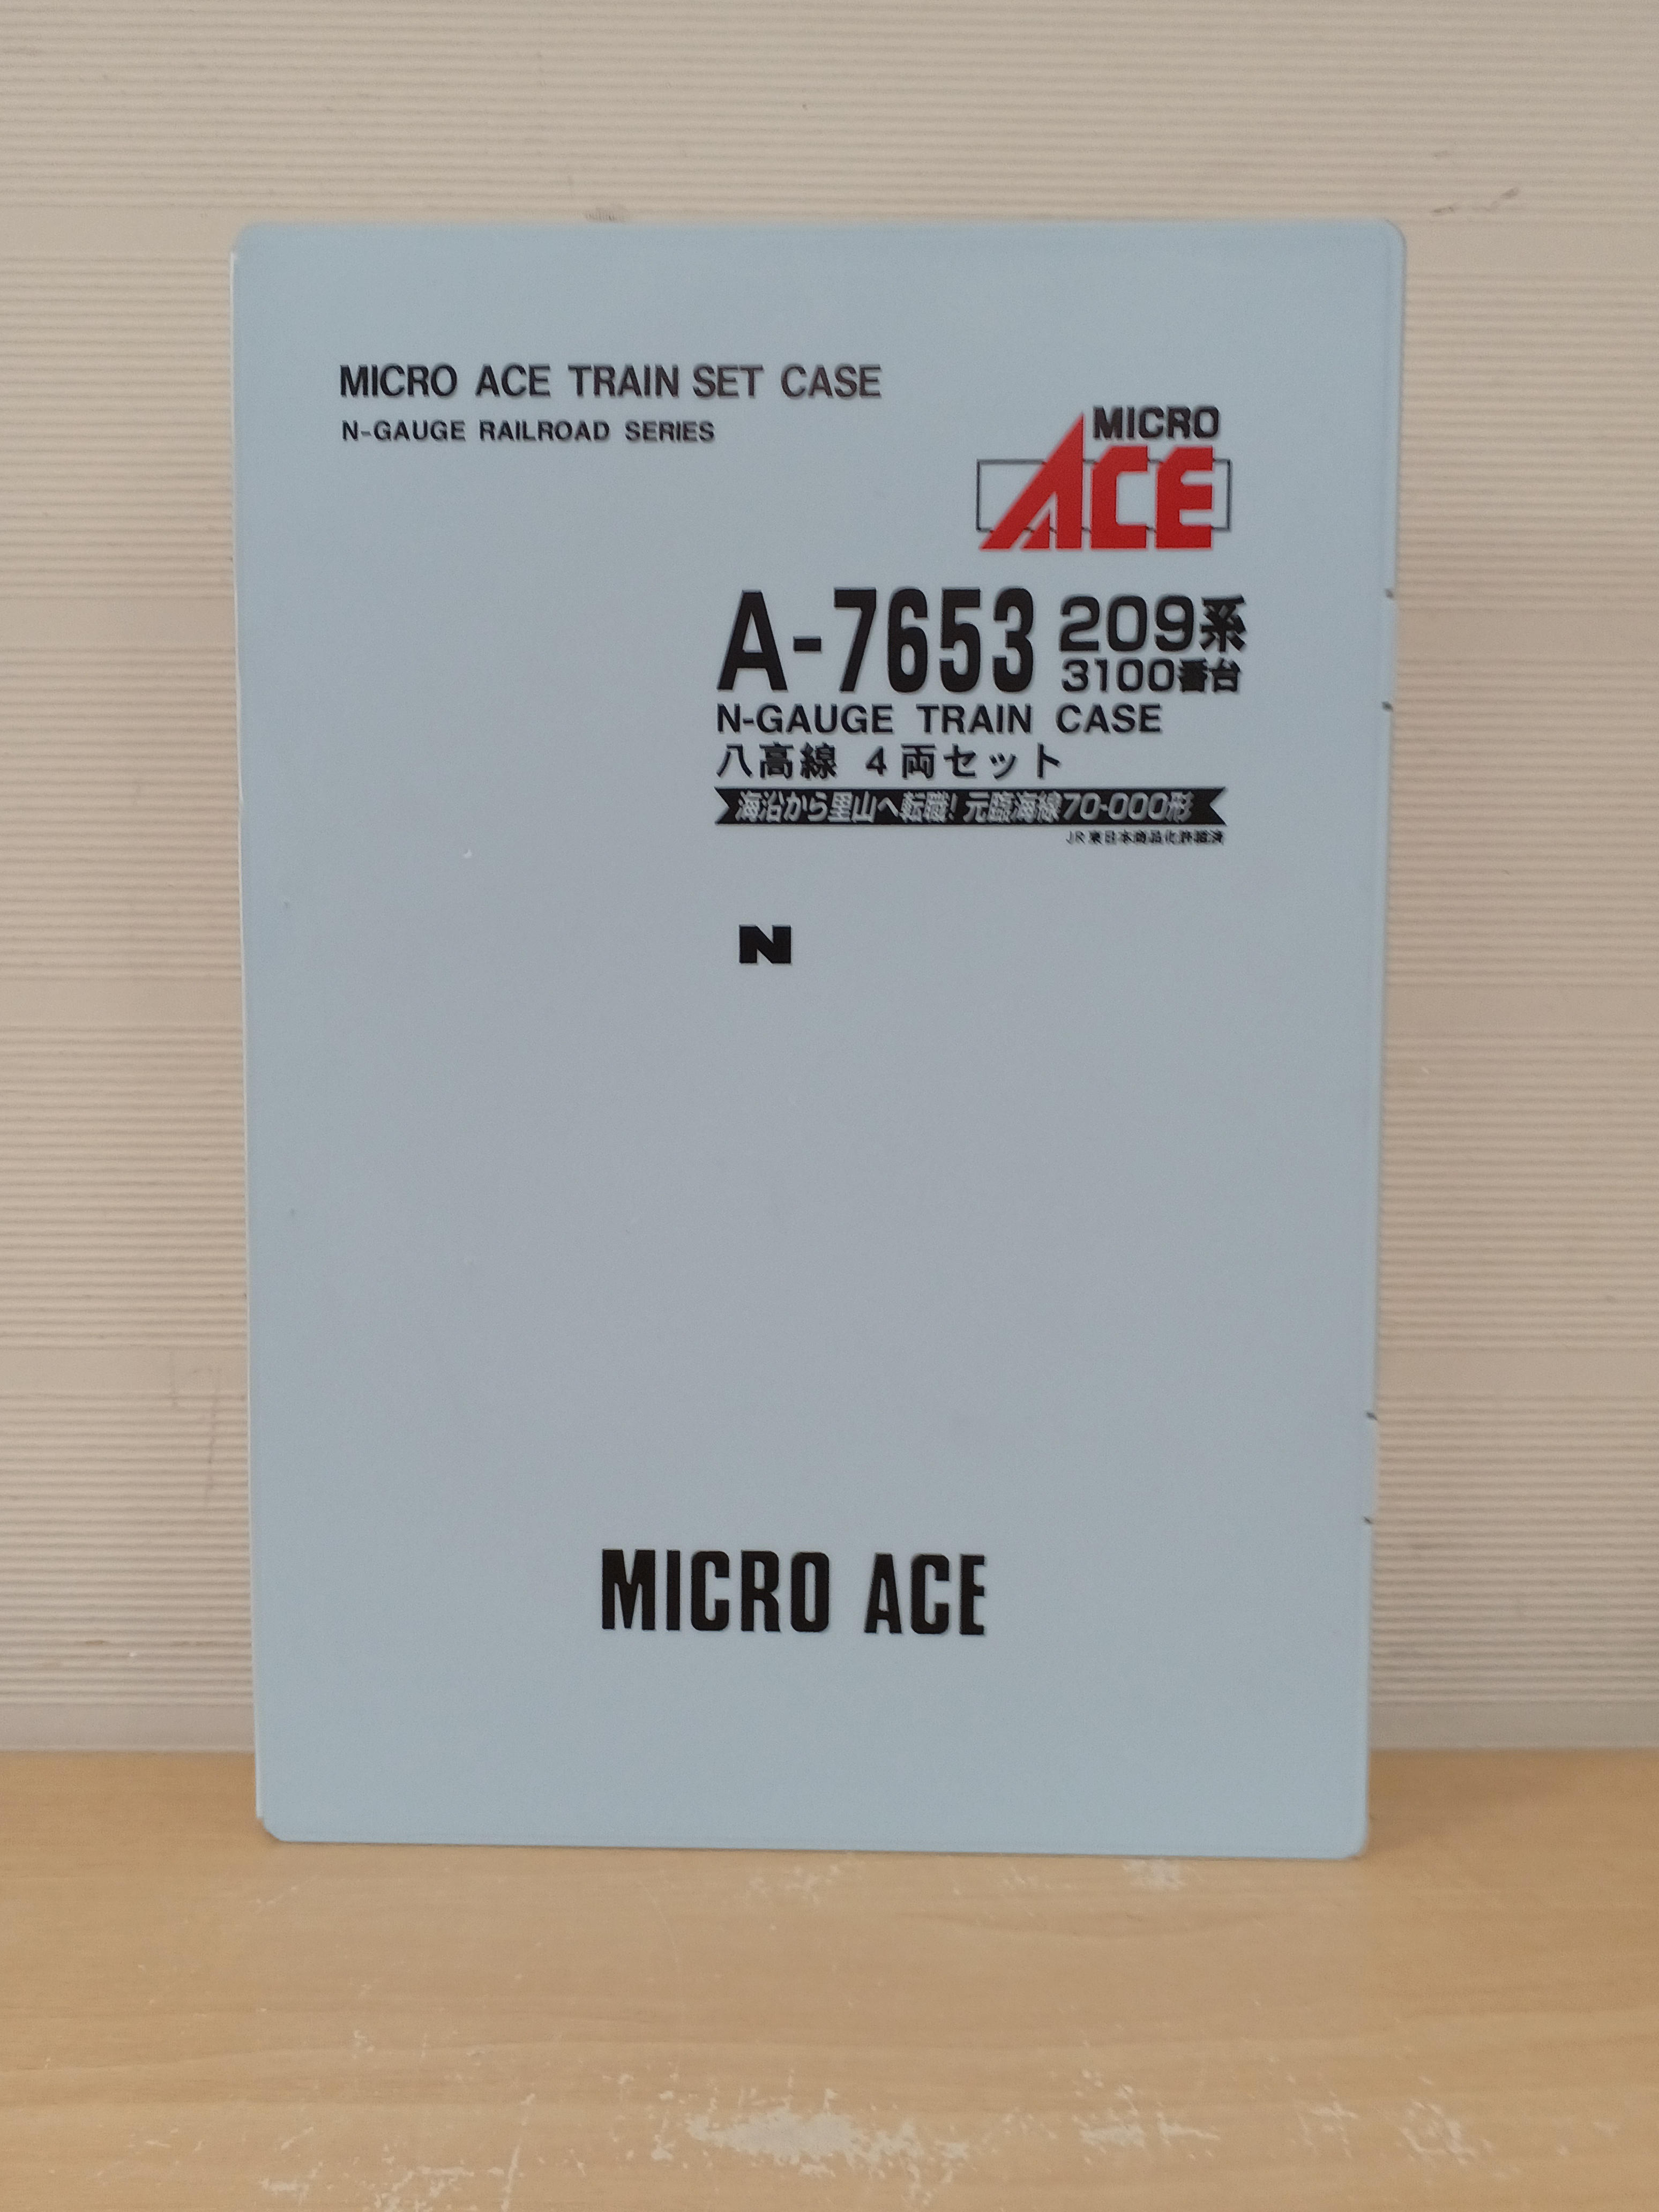 MICRO ACE TRAIN SET CASE
N-GAUGE RAILROAD SERIES
MICRO
ACE
A-7653 209系
3100番台
N-GAUGE TRAIN CASE
八高線 4両セット
海沿から里山へ転職! 元臨海線70-000形
JR東日本商品化許諾済
N
MICRO ACE